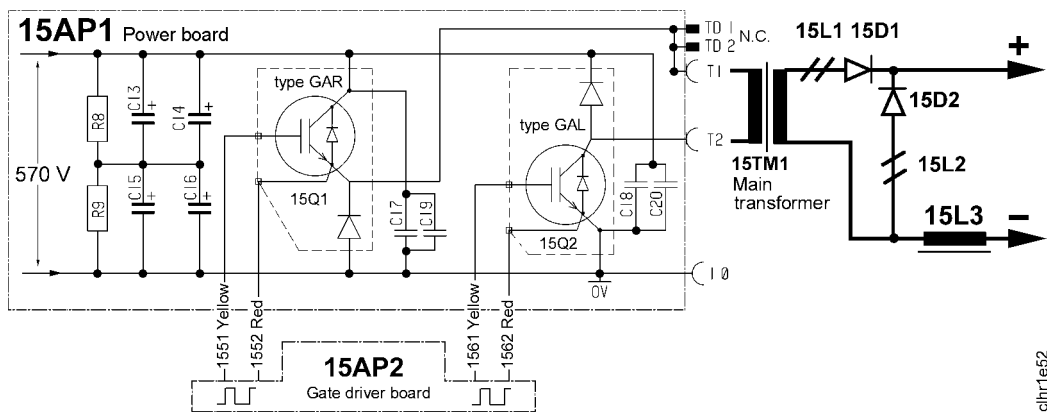 15AP1 Power board
TD 1
TD 2
N.C.
T1
T2
I0
570 V
R8
R9
C13
+
C14
+
C15
+
C16
+
type GAR
15Q1
C17
C19
type GAL
15Q2
C18
C20
0V
15L1 15D1
+
15D2
15TM1
Main
transformer
15L2
15L3
−
1551 Yellow
1552 Red
1561 Yellow
1562 Red
15AP2
Gate driver board
clhr1e52